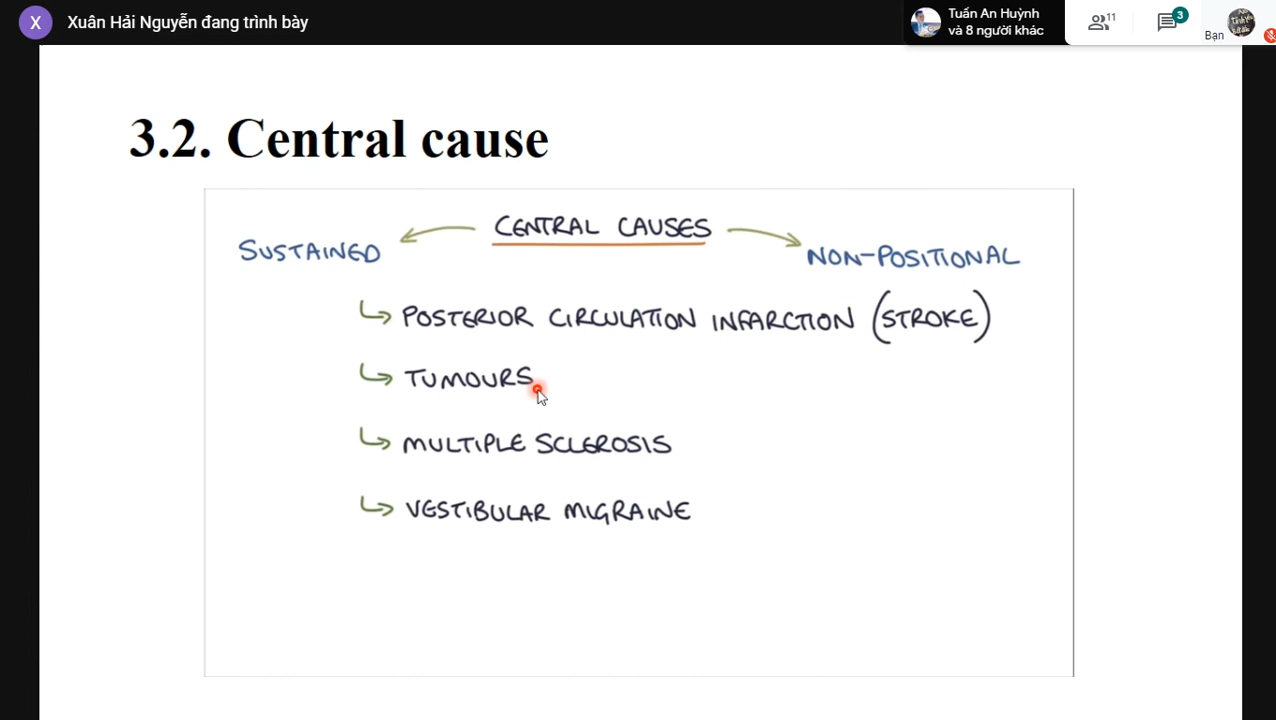 X
Xuân Hải Nguyễn đang trình bày
Tuấn An Huỳnh
và 8 người khác
11
3
Bạn
3.2. Central cause
CENTRAL CAUSES
SUSTAINED
NON-POSITIONAL
POSTERIOR CIRCULATION INFARCTION (STROKE)
TUMOURS
MULTIPLE SCLEROSIS
VESTIBULAR MIGRAINE